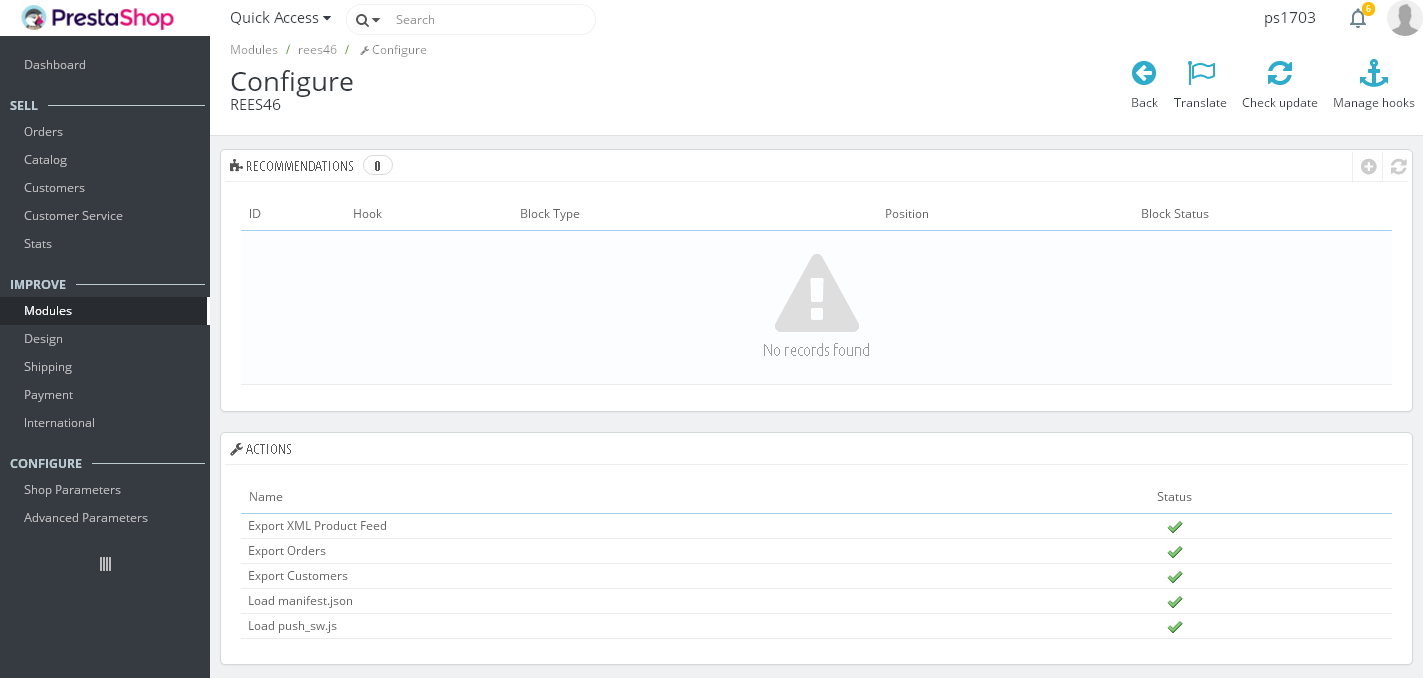 PrestaShop
Quick Access
Search
ps1703
6
Modules / rees46 / Configure
Configure
REES46
Back
Translate
Check update
Manage hooks
Dashboard
SELL
Orders
Catalog
Customers
Customer Service
Stats
IMPROVE
Modules
Design
Shipping
Payment
International
CONFIGURE
Shop Parameters
Advanced Parameters
RECOMMENDATIONS 0
ID Hook Block Type Position Block Status
No records found
ACTIONS
Name Status
Export XML Product Feed
Export Orders
Export Customers
Load manifest.json
Load push_sw.js